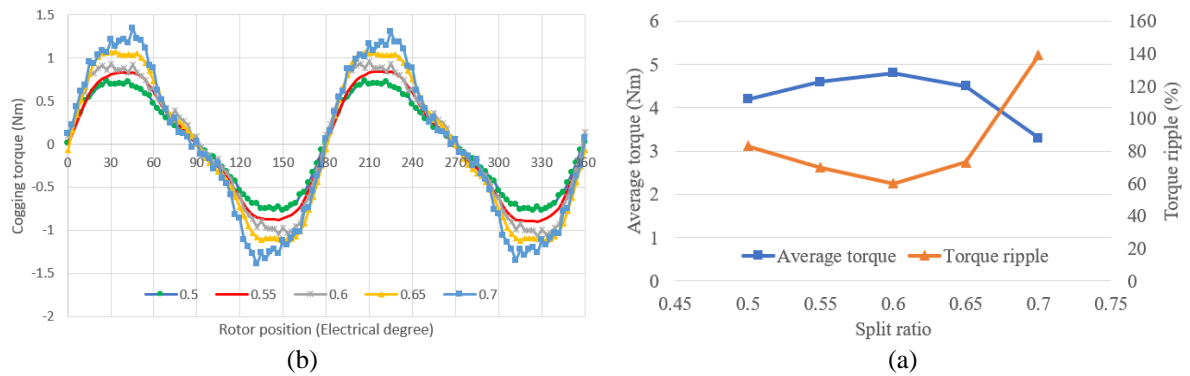 1.5
1
0.5
0
-0.5
-1
-1.5
-2
Cogging torque (Nm)
0 30 60 90 120 150 180 210 240 270 300 330 360
0.5 0.55 0.6 0.65 0.7
Rotor position (Electrical degree)
(b)
6
5
4
3
2
1
0
Average torque (Nm)
160
140
120
100
80
60
40
20
0
Torque ripple (%)
Average torque Torque ripple
0.45 0.5 0.55 0.6 0.65 0.7 0.75
Split ratio
(a)